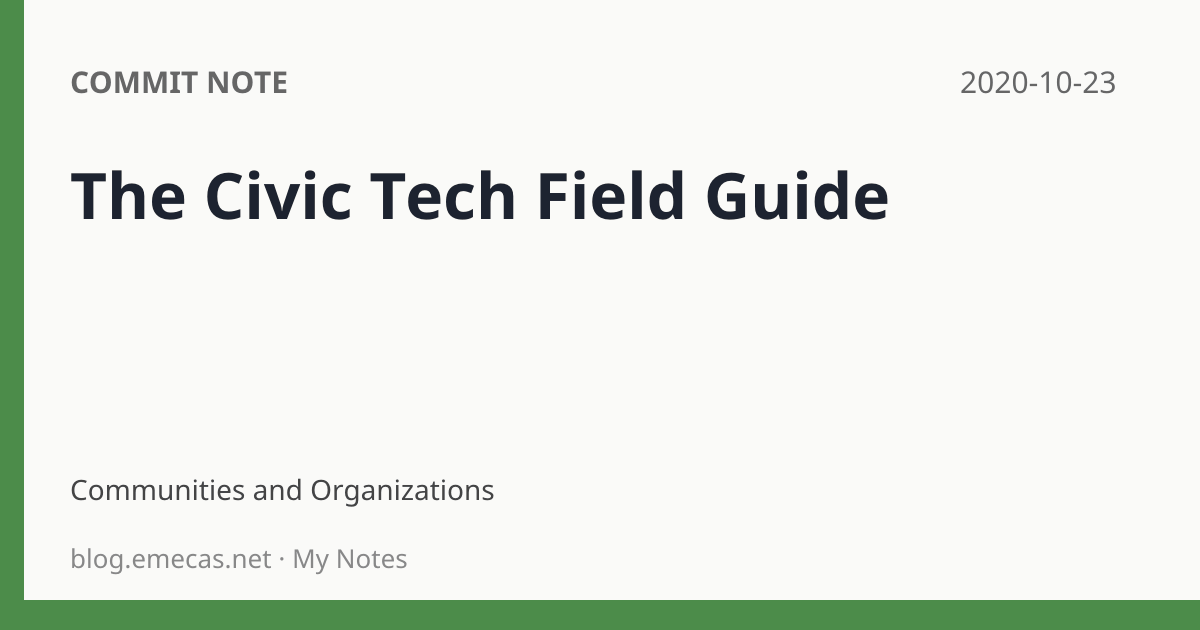 COMMIT NOTE
2020-10-23
The Civic Tech Field Guide
Communities and Organizations
blog.emecas.net · My Notes